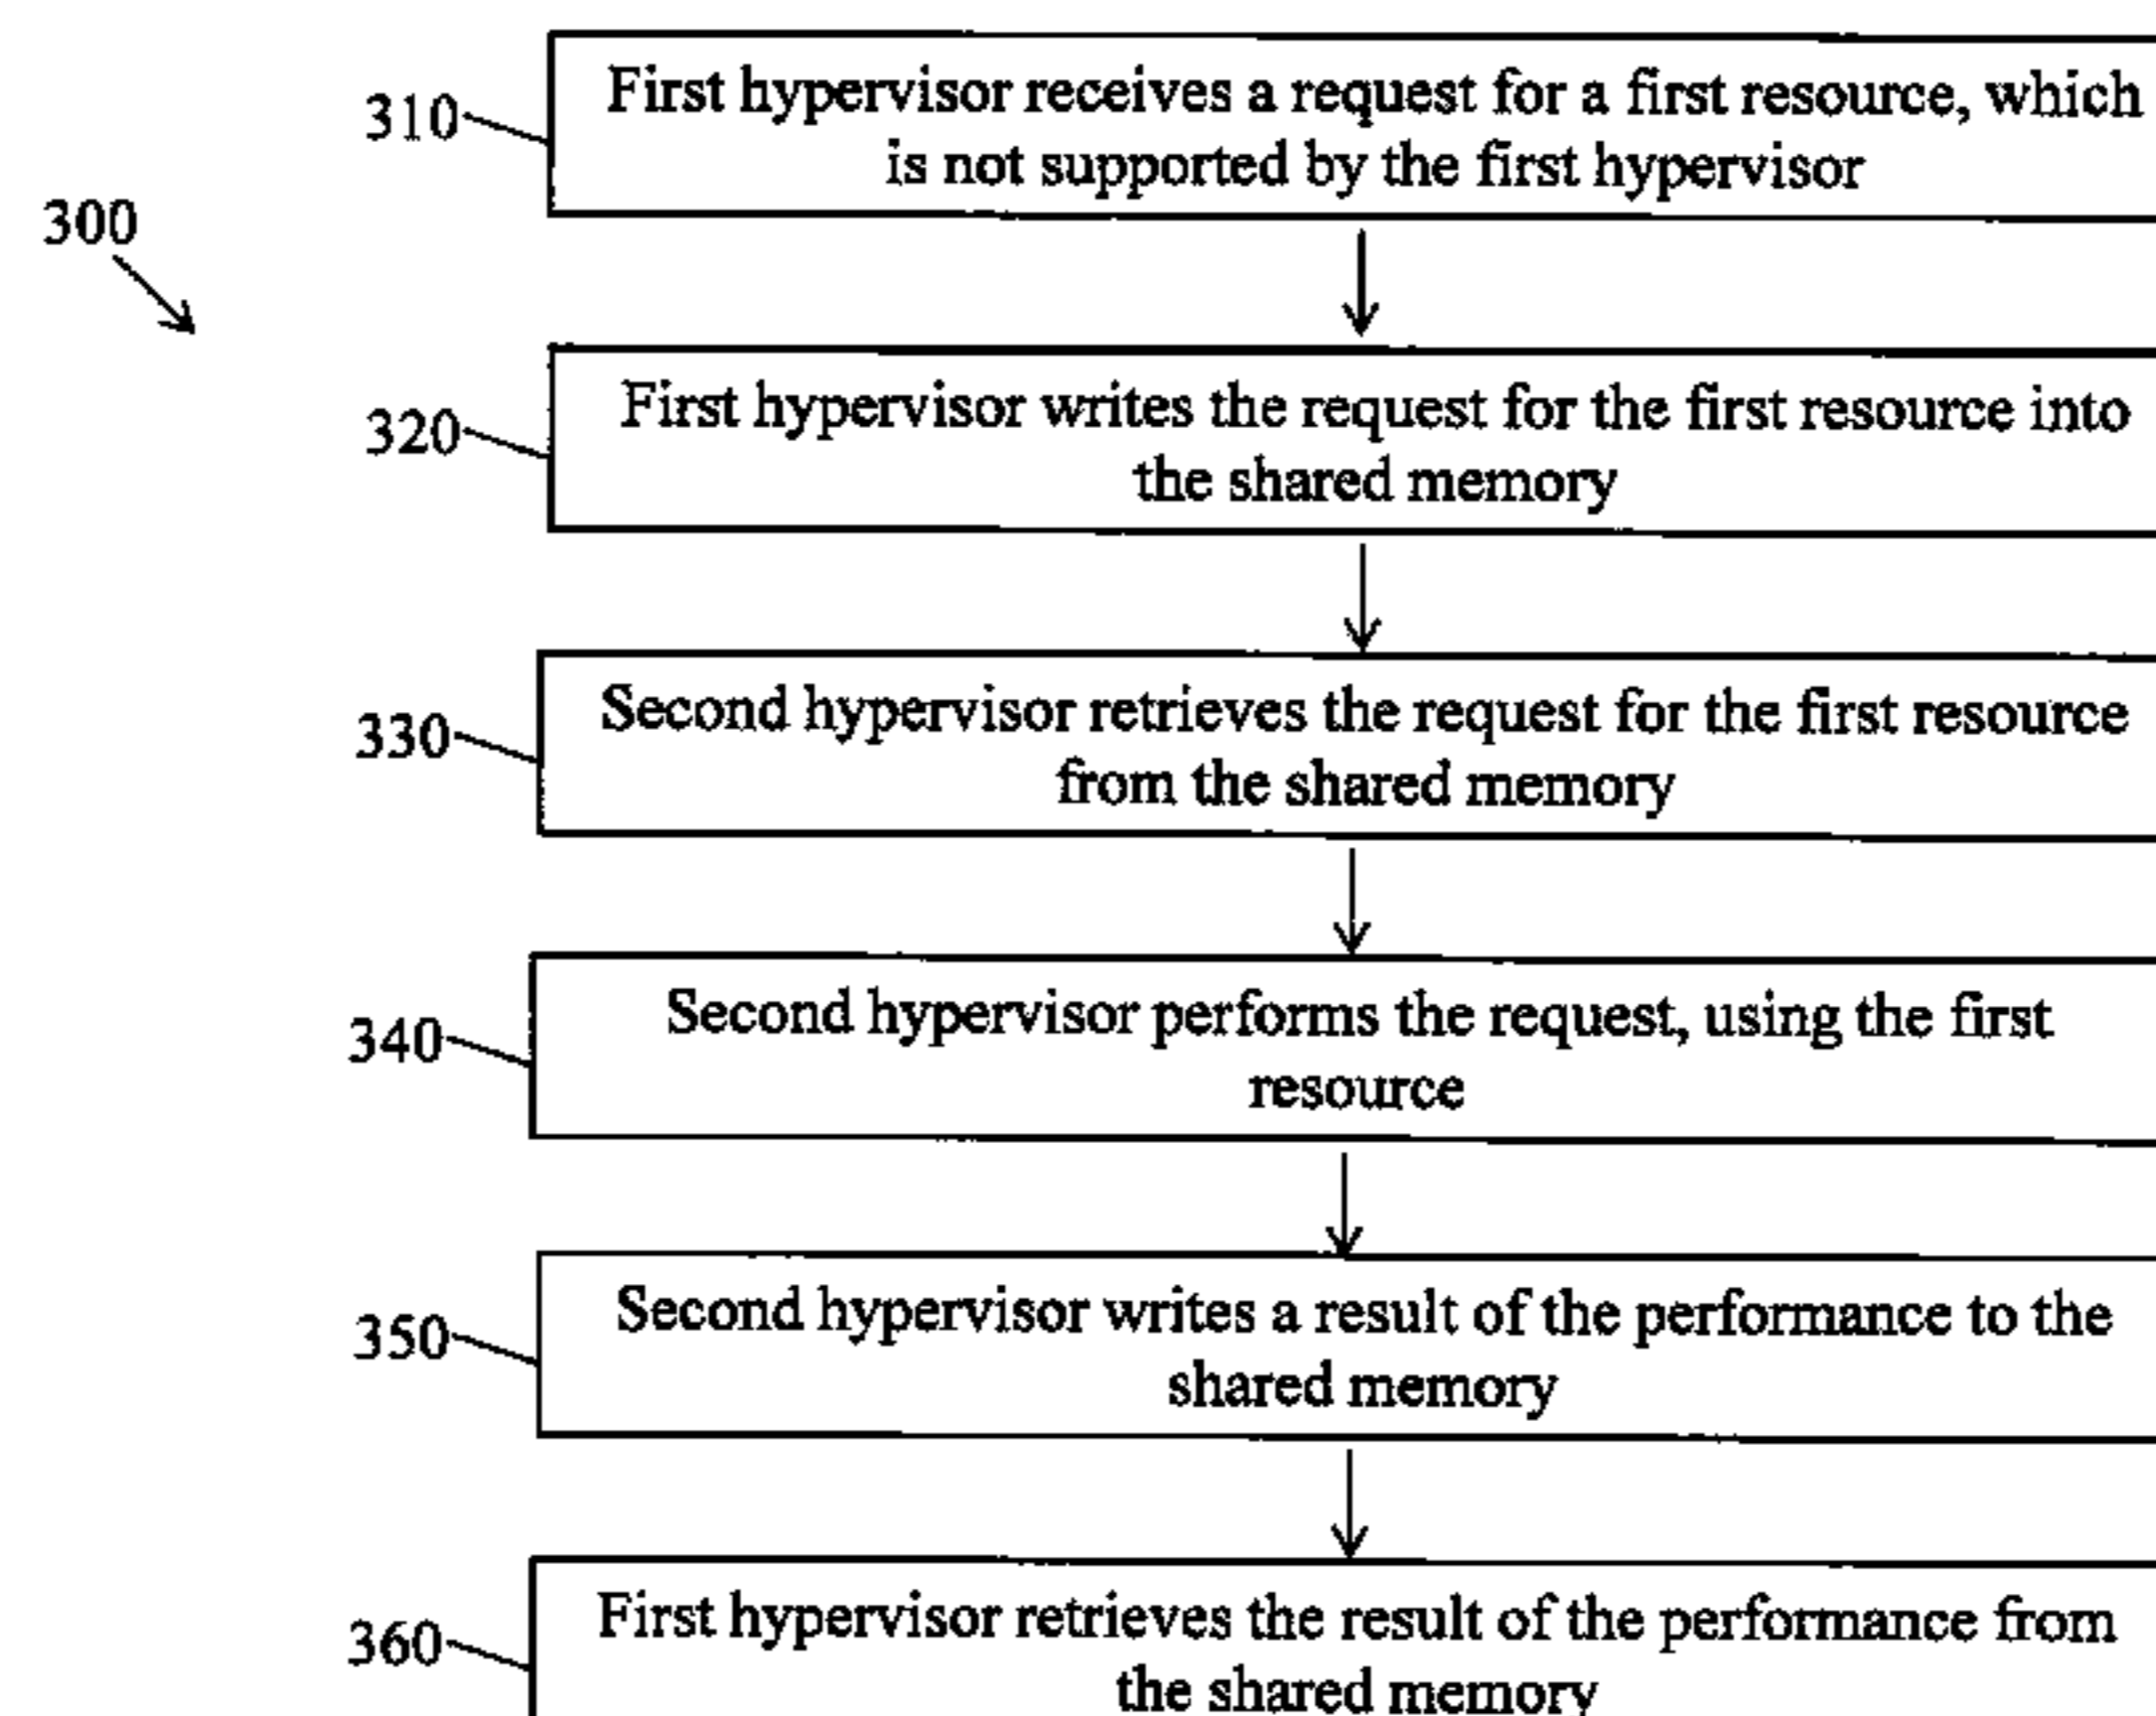 310
First hypervisor receives a request for a first resource, which
is not supported by the first hypervisor
300
320
First hypervisor writes the request for the first resource into
the shared memory
330
Second hypervisor retrieves the request for the first resource
from the shared memory
340
Second hypervisor performs the request, using the first
resource
350
Second hypervisor writes a result of the performance to the
shared memory
360
First hypervisor retrieves the result of the performance from
the shared memory